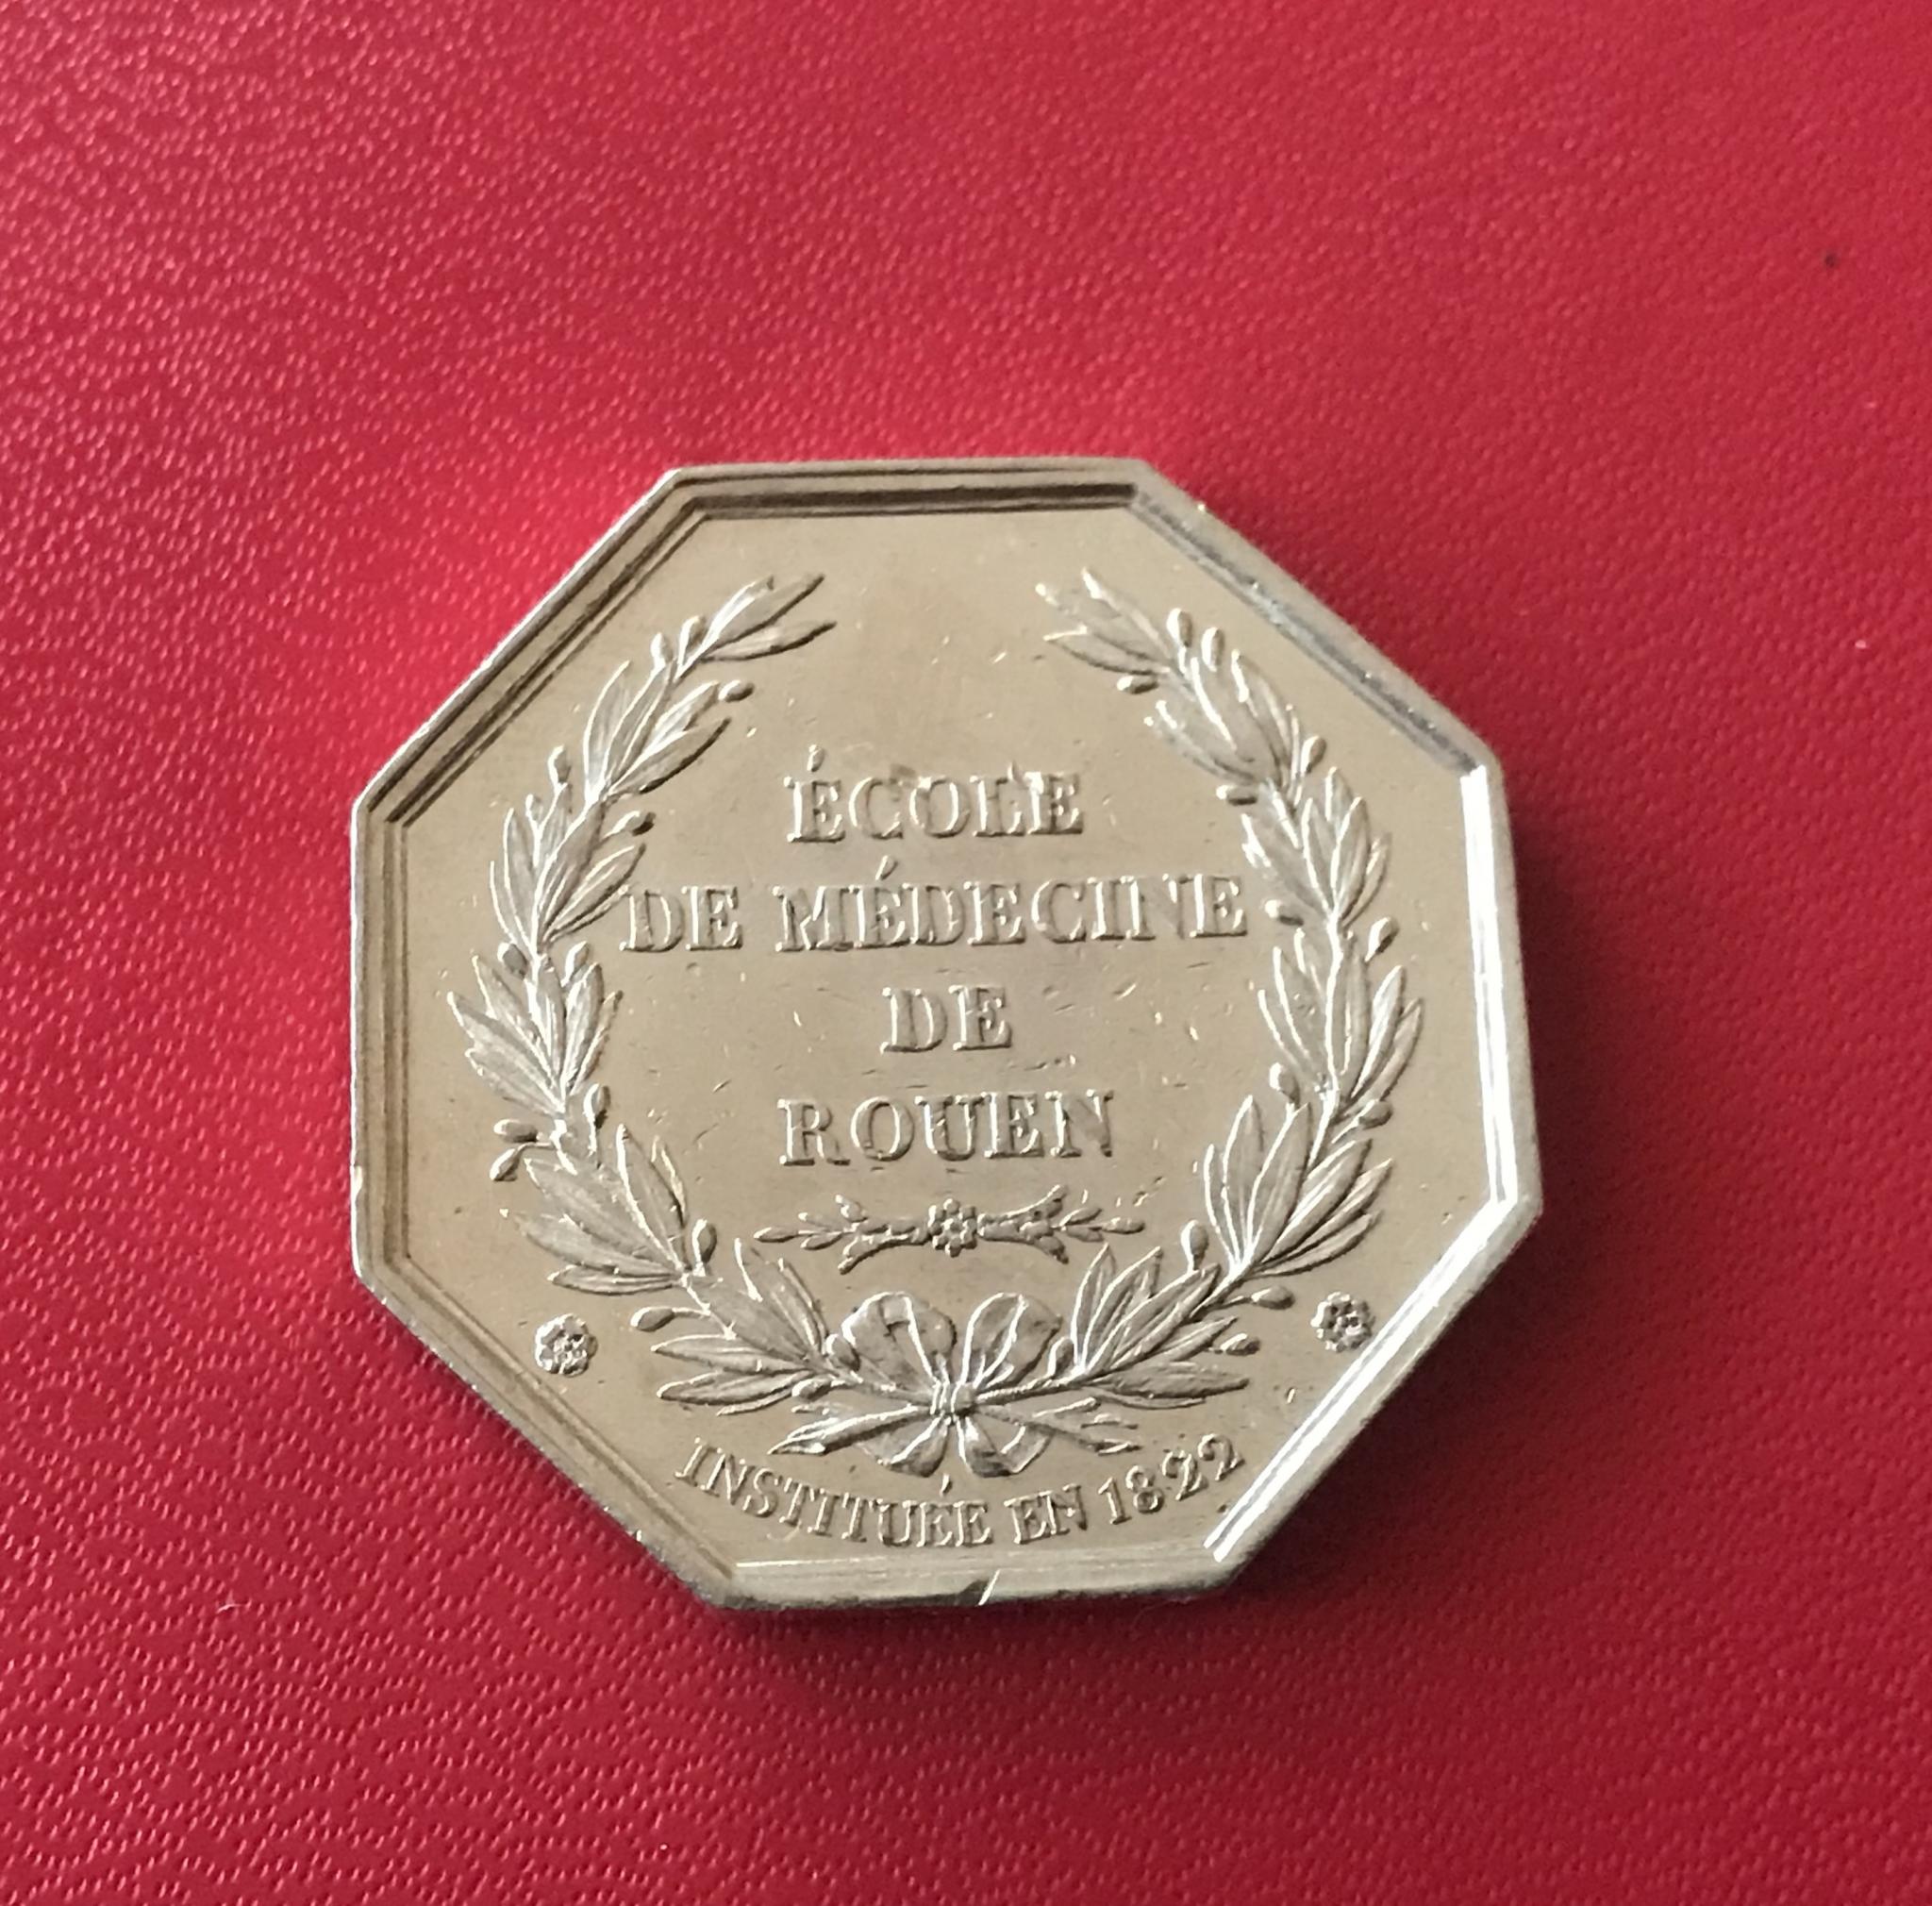 ÉCOLE
DE MÉDECINE
DE
ROUEN
INSTITUÉE EN 1822